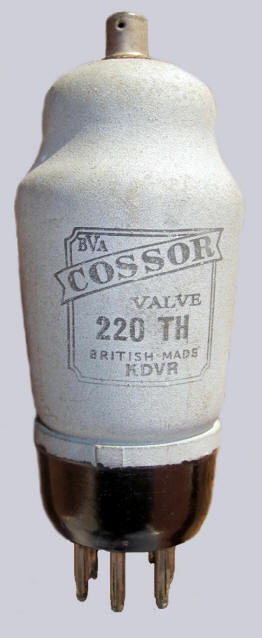 BVA
COSSOR
VALVE
220 TH
BRITISH MADE
KDVR